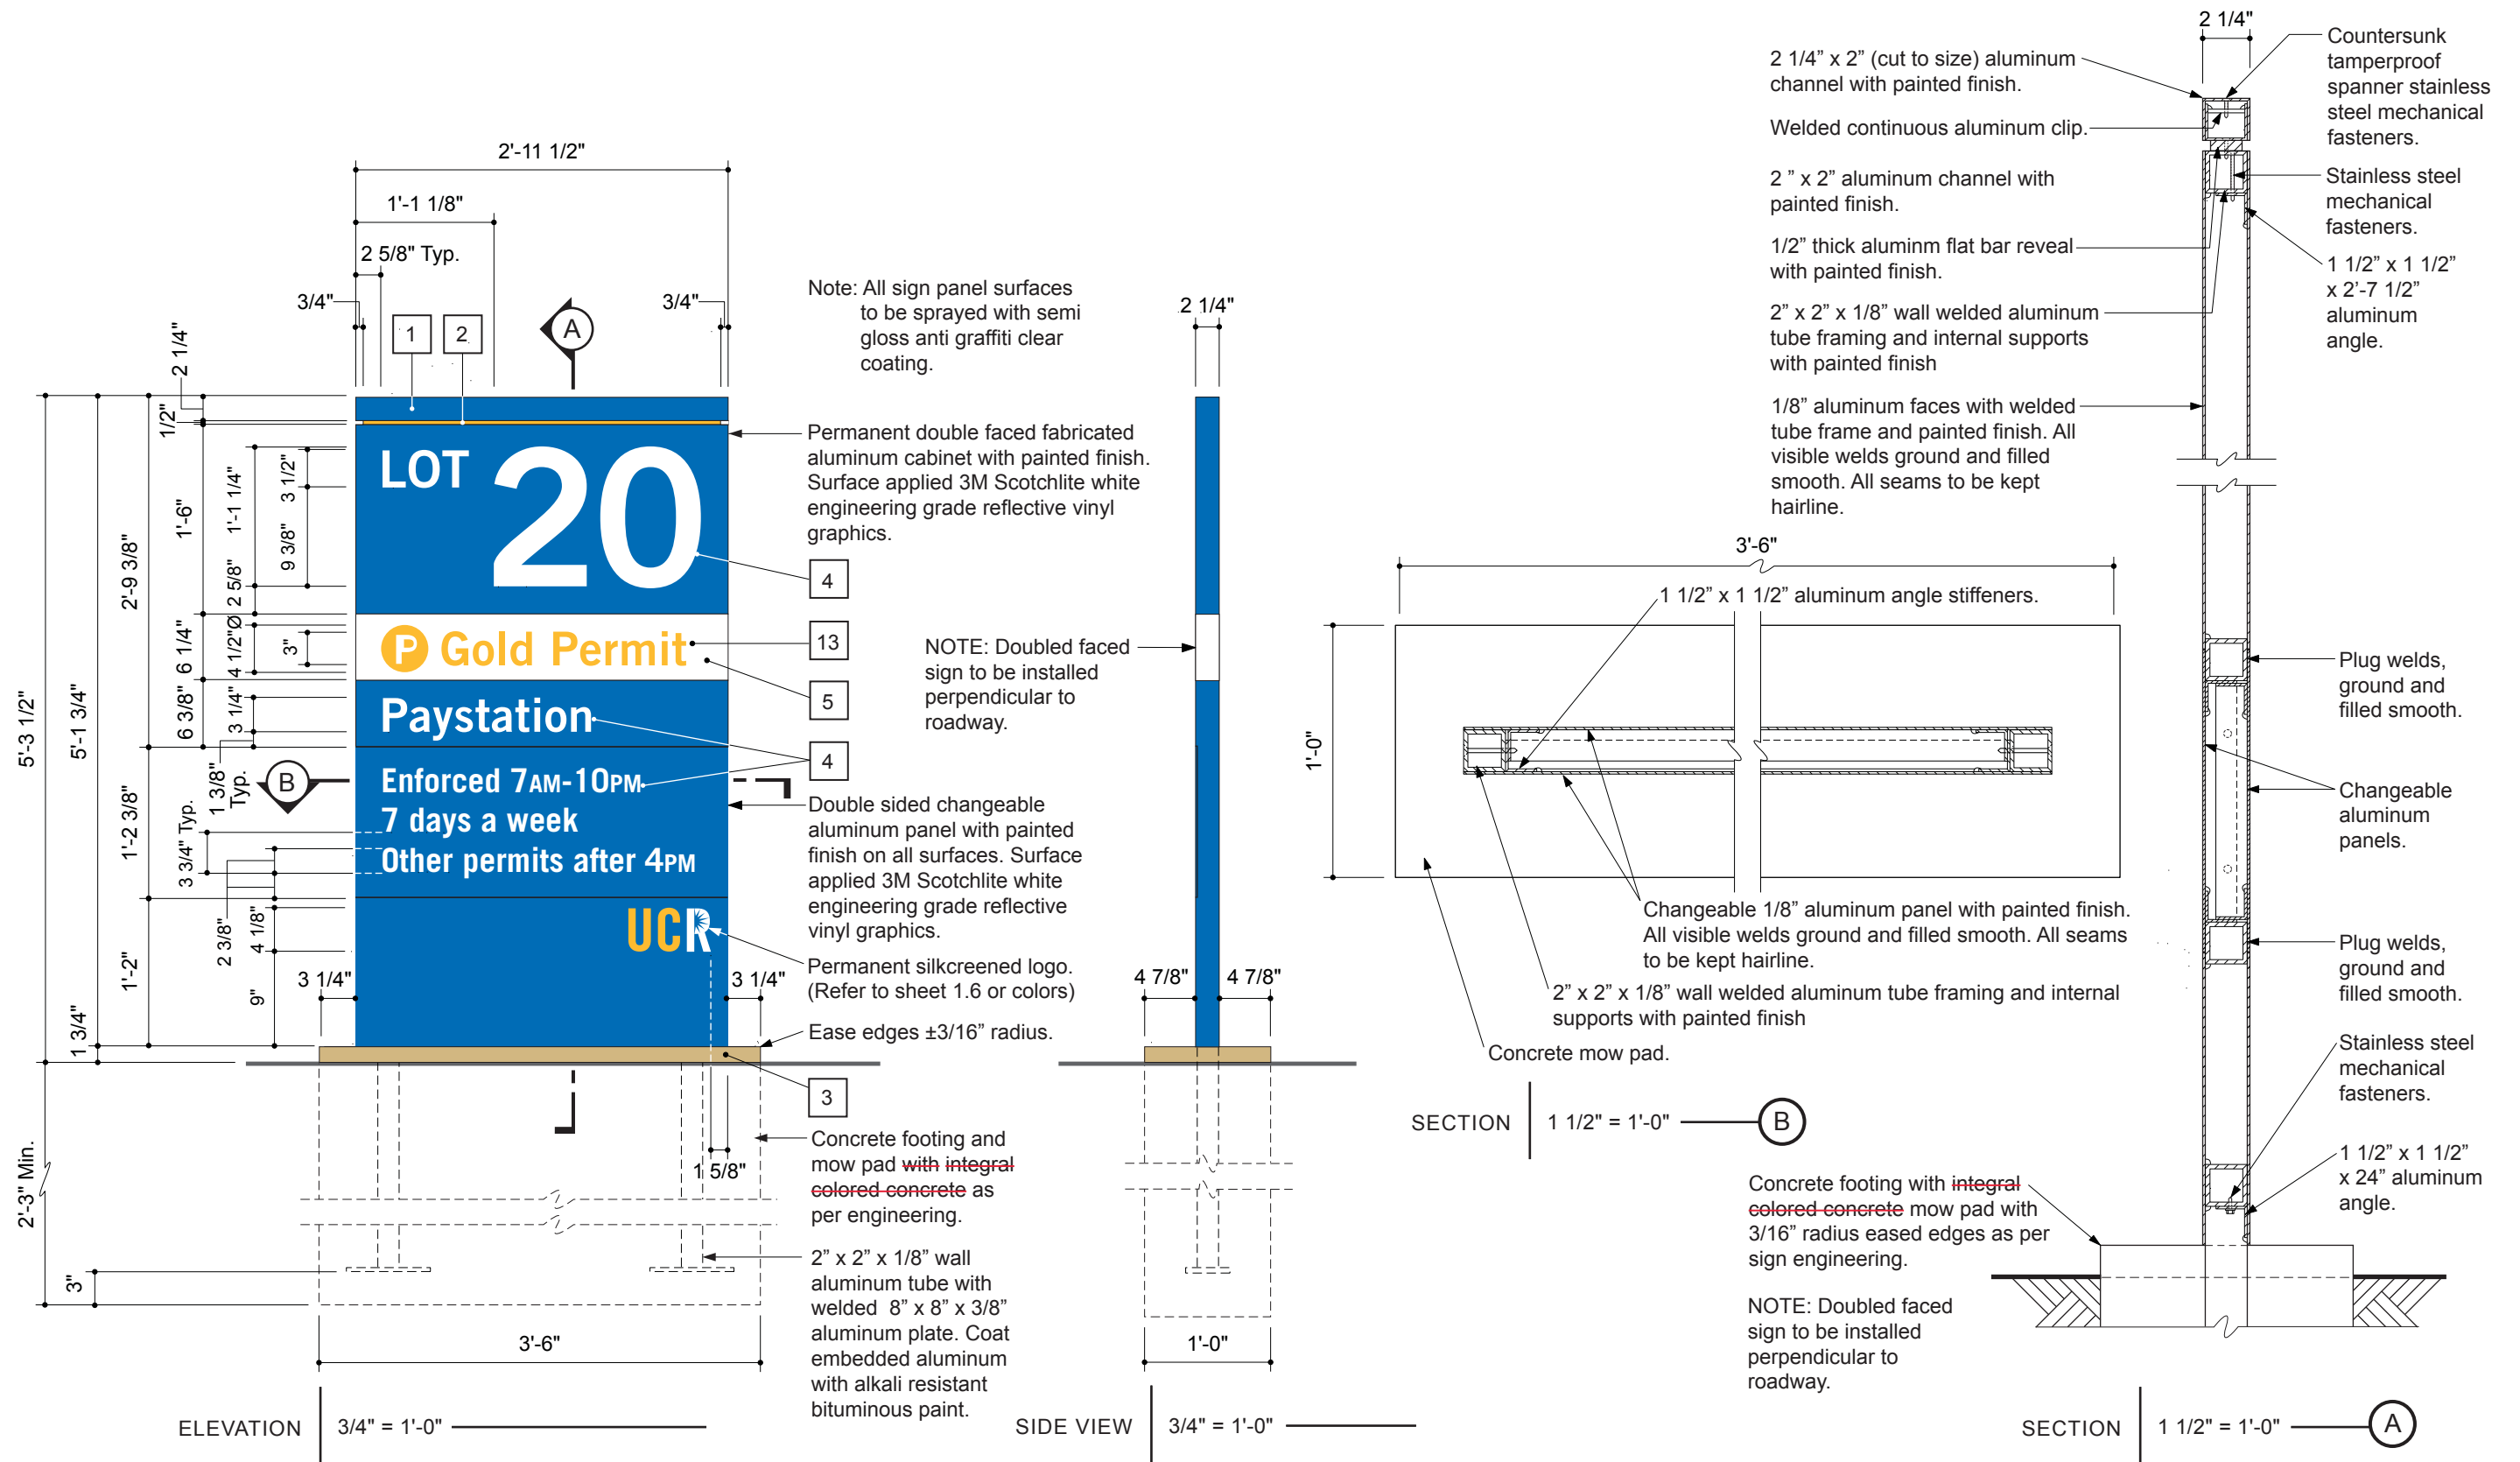 2'-11 1/2"
1'-1 1/8"
2 5/8" Typ.
3/4"
3/4"
1
2
A
2 1/4"
1/2"
1'-6"
1'-1 1/4"
3 1/2"
9 3/8"
2 5/8"
6 1/4"
4 1/2"Ø
3"
6 3/8"
3 1/4"
1 3/8"
Typ.
2'-9 3/8"
5'-3 1/2"
5'-1 3/4"
1'-2 3/8"
3 3/4" Typ.
2 3/8"
4 1/8"
1'-2"
9"
1 3/4"
2'-3" Min.
3"
B
LOT 20
P Gold Permit
Paystation
Enforced 7AM-10PM
7 days a week
Other permits after 4PM
UCR
3 1/4"
3 1/4"
1 5/8"
3'-6"
ELEVATION
3/4" = 1'-0"
Note: All sign panel surfaces
to be sprayed with semi
gloss anti graffiti clear
coating.
Permanent double faced fabricated
aluminum cabinet with painted finish.
Surface applied 3M Scotchlite white
engineering grade reflective vinyl
graphics.
4
13
5
4
Double sided changeable
aluminum panel with painted
finish on all surfaces. Surface
applied 3M Scotchlite white
engineering grade reflective
vinyl graphics.
Permanent silkcreened logo.
(Refer to sheet 1.6 or colors)
Ease edges ±3/16” radius.
3
Concrete footing and
mow pad with integral
colored concrete as
per engineering.
2” x 2” x 1/8” wall
aluminum tube with
welded 8” x 8” x 3/8”
aluminum plate. Coat
embedded aluminum
with alkali resistant
bituminous paint.
2 1/4"
NOTE: Doubled faced
sign to be installed
perpendicular to
roadway.
4 7/8"
4 7/8"
1'-0"
SIDE VIEW
3/4" = 1'-0"
3'-6"
1'-0"
1 1/2” x 1 1/2” aluminum angle stiffeners.
Changeable 1/8” aluminum panel with painted finish.
All visible welds ground and filled smooth. All seams
to be kept hairline.
2” x 2” x 1/8” wall welded aluminum tube framing and internal
supports with painted finish
Concrete mow pad.
SECTION
1 1/2" = 1'-0"
B
2 1/4"
2 1/4” x 2” (cut to size) aluminum
channel with painted finish.
Welded continuous aluminum clip.
2 ” x 2” aluminum channel with
painted finish.
1/2” thick aluminm flat bar reveal
with painted finish.
2” x 2” x 1/8” wall welded aluminum
tube framing and internal supports
with painted finish
1/8” aluminum faces with welded
tube frame and painted finish. All
visible welds ground and filled
smooth. All seams to be kept
hairline.
Countersunk
tamperproof
spanner stainless
steel mechanical
fasteners.
Stainless steel
mechanical
fasteners.
1 1/2” x 1 1/2”
x 2’-7 1/2”
aluminum
angle.
Plug welds,
ground and
filled smooth.
Changeable
aluminum
panels.
Plug welds,
ground and
filled smooth.
Stainless steel
mechanical
fasteners.
1 1/2” x 1 1/2”
x 24” aluminum
angle.
Concrete footing with integral
colored concrete mow pad with
3/16” radius eased edges as per
sign engineering.
NOTE: Doubled faced
sign to be installed
perpendicular to
roadway.
SECTION
1 1/2" = 1'-0"
A